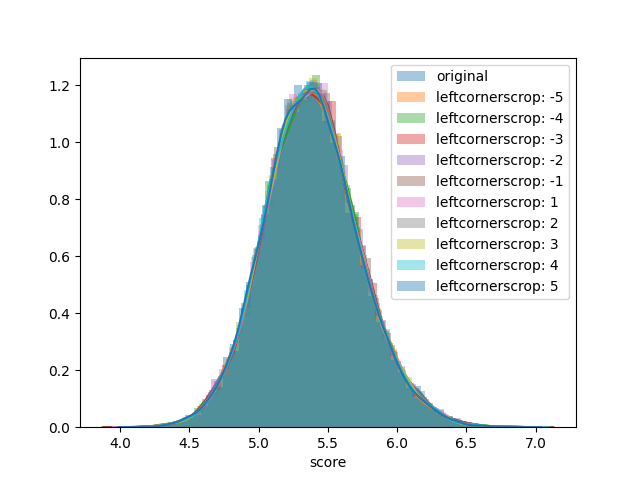 original
leftcornerscrop: -5
leftcornerscrop: -4
leftcornerscrop: -3
leftcornerscrop: -2
leftcornerscrop: -1
leftcornerscrop: 1
leftcornerscrop: 2
leftcornerscrop: 3
leftcornerscrop: 4
leftcornerscrop: 5
1.2
1.0
0.8
0.6
0.4
0.2
0.0
4.0 4.5 5.0 5.5 6.0 6.5 7.0
score